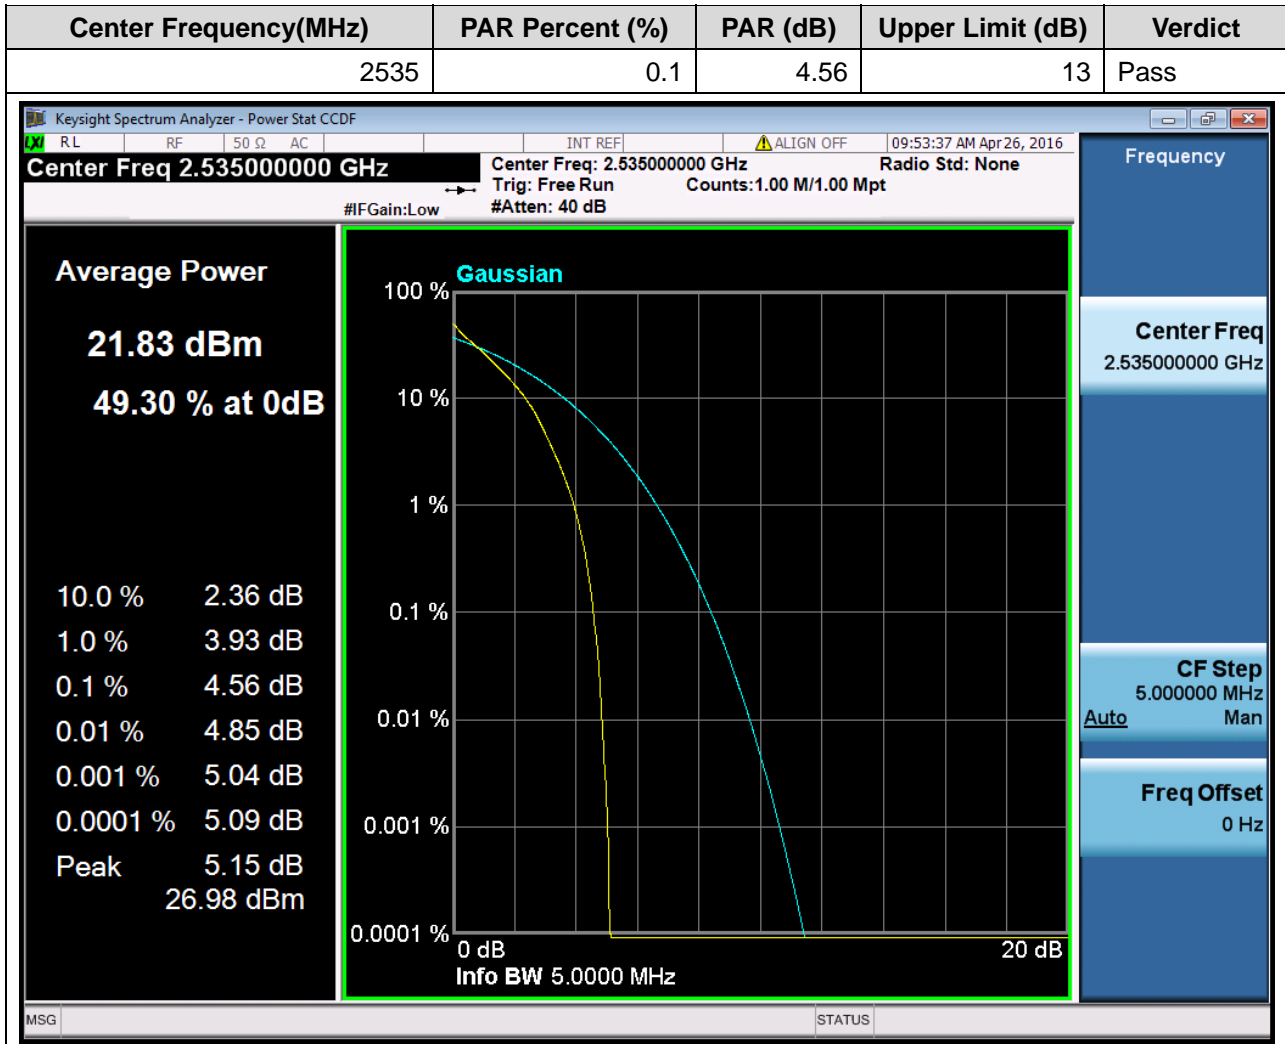 Center Frequency(MHz) PAR Percent (%) PAR (dB) Upper Limit (dB) Verdict
2535 0.1 4.56 13 Pass
Keysight Spectrum Analyzer - Power Stat CCDF
LXI RL RF 50 Ω AC INT REF ALIGN OFF 09:53:37 AM Apr 26, 2016
Center Freq 2.535000000 GHz
Center Freq: 2.535000000 GHz Radio Std: None
Trig: Free Run Counts:1.00 M/1.00 Mpt
#IFGain:Low #Atten: 40 dB
Average Power
21.83 dBm
49.30 % at 0dB
10.0 % 2.36 dB
1.0 % 3.93 dB
0.1 % 4.56 dB
0.01 % 4.85 dB
0.001 % 5.04 dB
0.0001 % 5.09 dB
Peak 5.15 dB
26.98 dBm
Gaussian
100 %
10 %
1 %
0.1 %
0.01 %
0.001 %
0.0001 %
0 dB 20 dB
Info BW 5.0000 MHz
Frequency
Center Freq
2.535000000 GHz
CF Step
5.000000 MHz
Auto Man
Freq Offset
0 Hz
MSG STATUS